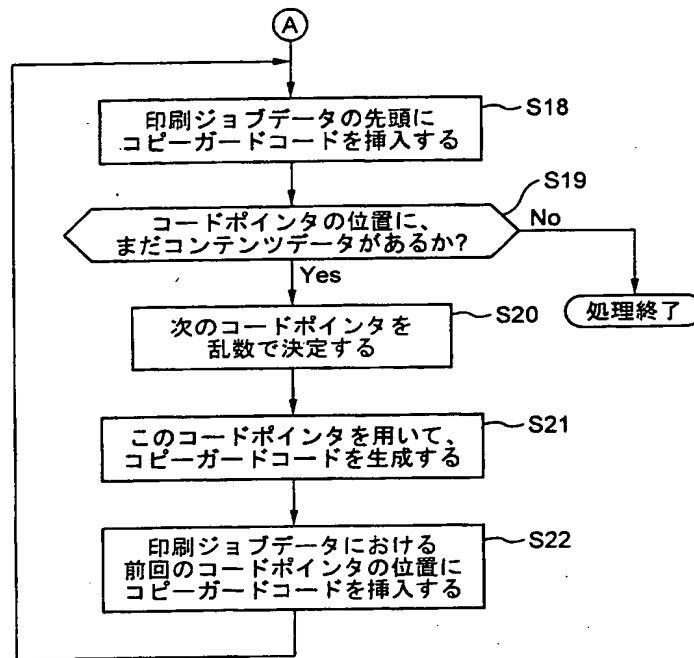 A
印刷ジョブデータの先頭に
コピーガードコードを挿入する
S18
コードポインタの位置に、
まだコンテンツデータがあるか?
S19
No
Yes
処理終了
次のコードポインタを
乱数で決定する
S20
このコードポインタを用いて、
コピーガードコードを生成する
S21
印刷ジョブデータにおける
前回のコードポインタの位置に
コピーガードコードを挿入する
S22